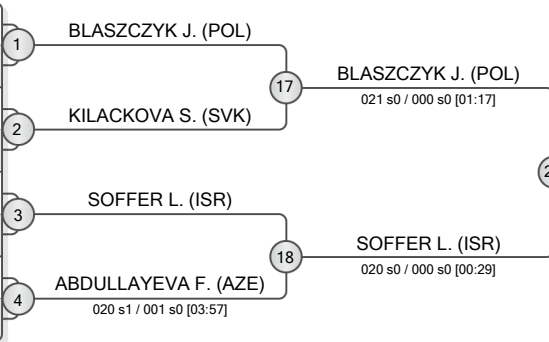 BLASZCZYK J. (POL)
1
17
BLASZCZYK J. (POL)
021 s0 / 000 s0 [01:17]
KILACKOVA S. (SVK)
2
SOFFER L. (ISR)
3
18
SOFFER L. (ISR)
020 s0 / 000 s0 [00:29]
ABDULLAYEVA F. (AZE)
4
020 s1 / 001 s0 [03:57]